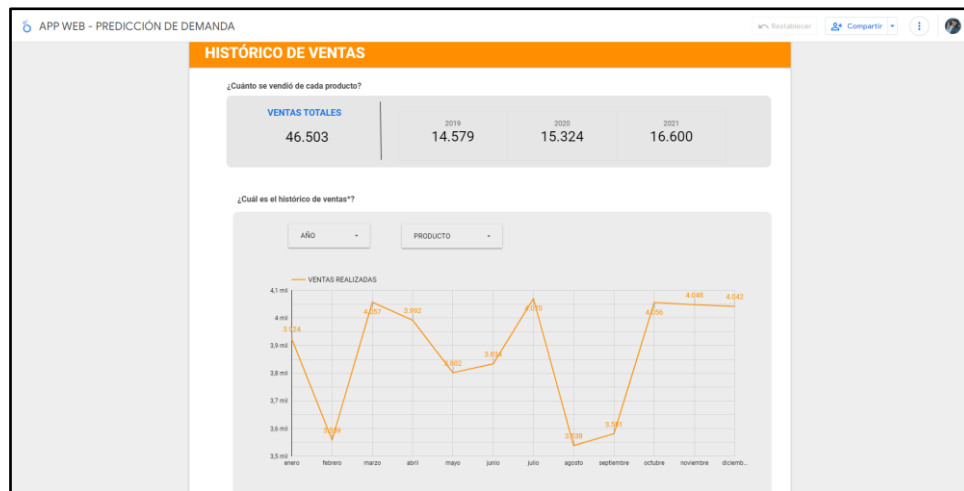 APP WEB - PREDICCIÓN DE DEMANDA
Restablecer
Compartir
HISTÓRICO DE VENTAS
¿Cuánto se vendió de cada producto?
VENTAS TOTALES
46.503
2019
14.579
2020
15.324
2021
16.600
¿Cuál es el histórico de ventas*?
AÑO
PRODUCTO
VENTAS REALIZADAS
4,1 mil
4 mil
3,9 mil
3,8 mil
3,7 mil
3,6 mil
3,5 mil
3.924
4.057
3.992
3.802
4.070
3.539
4.056
4.048
4.042
enero
febrero
marzo
abril
mayo
junio
julio
agosto
septiembre
octubre
noviembre
diciemb...